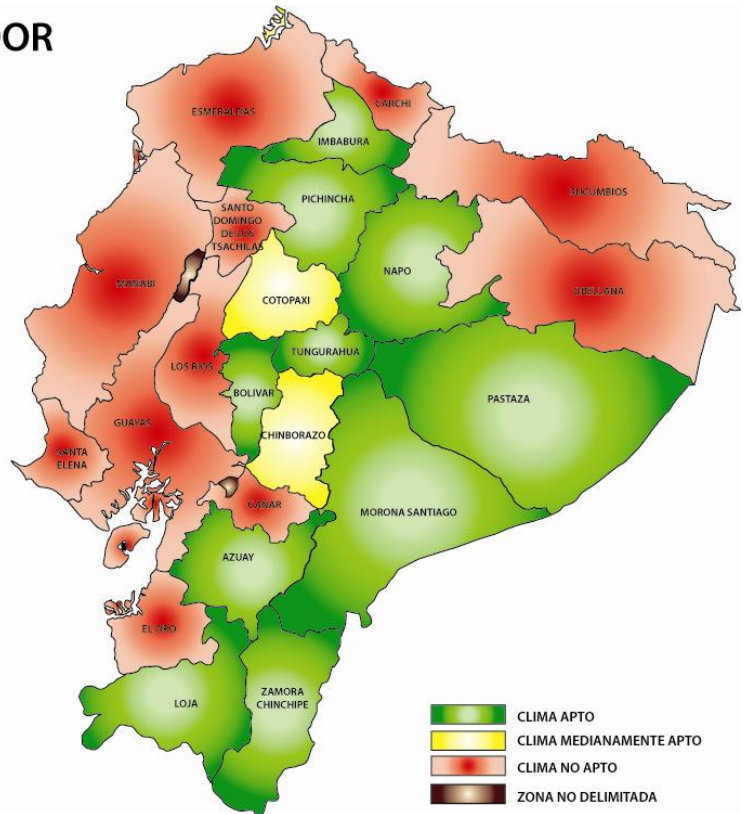 DOR
ESMERALDAS
CARCHI
IMBABURA
SUCUMBIOS
PICHINCHA
SANTO
DOMINGO
DE LOS
TSACHILAS
NAPO
MANABI
ORELLANA
COTOPAXI
TUNGURAHUA
LOS RIOS
BOLIVAR
PASTAZA
GUAYAS
CHINBORAZO
SANTA
ELENA
CAÑAR
MORONA SANTIAGO
AZUAY
EL ORO
LOJA
ZAMORA
CHINCHIPE
CLIMA APTO
CLIMA MEDIANAMENTE APTO
CLIMA NO APTO
ZONA NO DELIMITADA